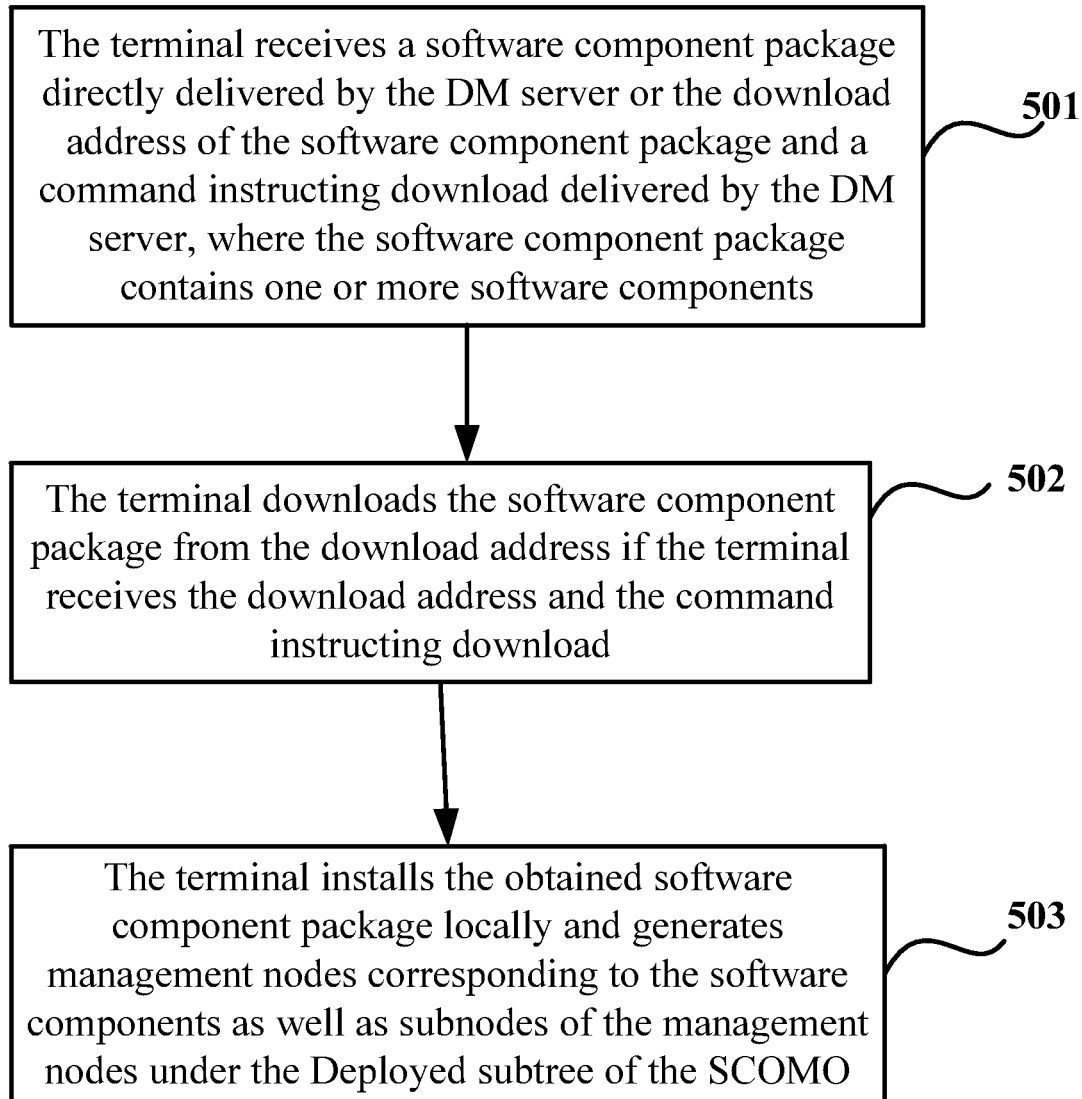 The terminal receives a software component package
directly delivered by the DM server or the download
address of the software component package and a
command instructing download delivered by the DM
server, where the software component package
contains one or more software components
501
The terminal downloads the software component
package from the download address if the terminal
receives the download address and the command
instructing download
502
The terminal installs the obtained software
component package locally and generates
management nodes corresponding to the software
components as well as subnodes of the management
nodes under the Deployed subtree of the SCOMO
503